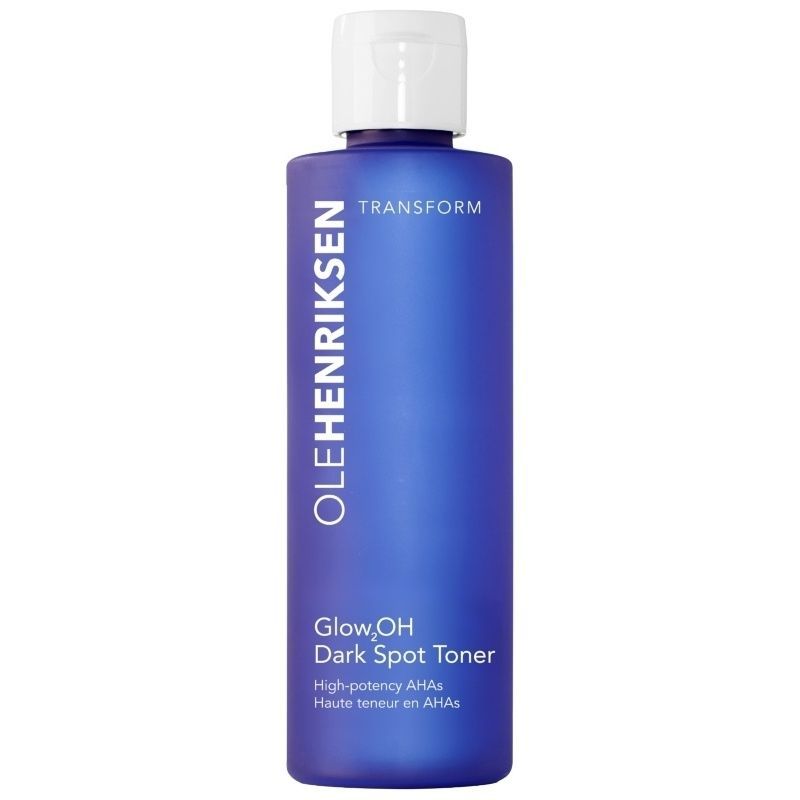 TRANSFORM
OLEHENRIKSEN
Glow₂OH
Dark Spot Toner
High-potency AHAs
Haute teneur en AHAs